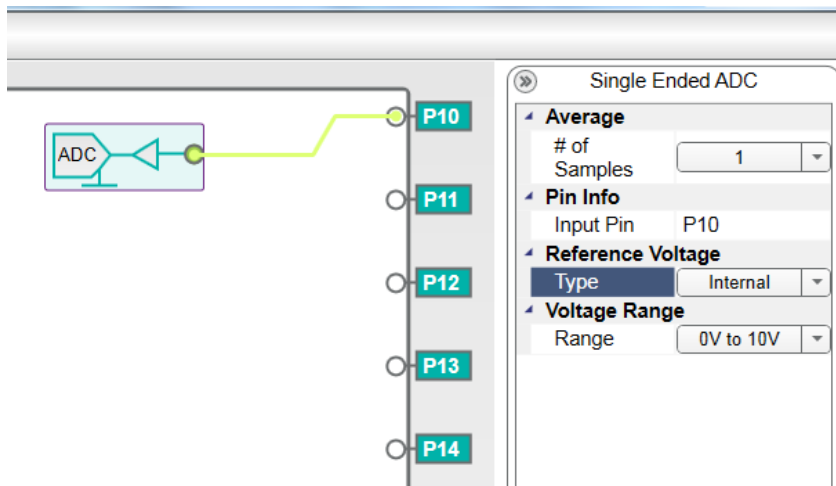 Single Ended ADC
Average
# of
Samples
1
Pin Info
Input Pin P10
Reference Voltage
Type Internal
Voltage Range
Range 0V to 10V
ADC
P10
P11
P12
P13
P14